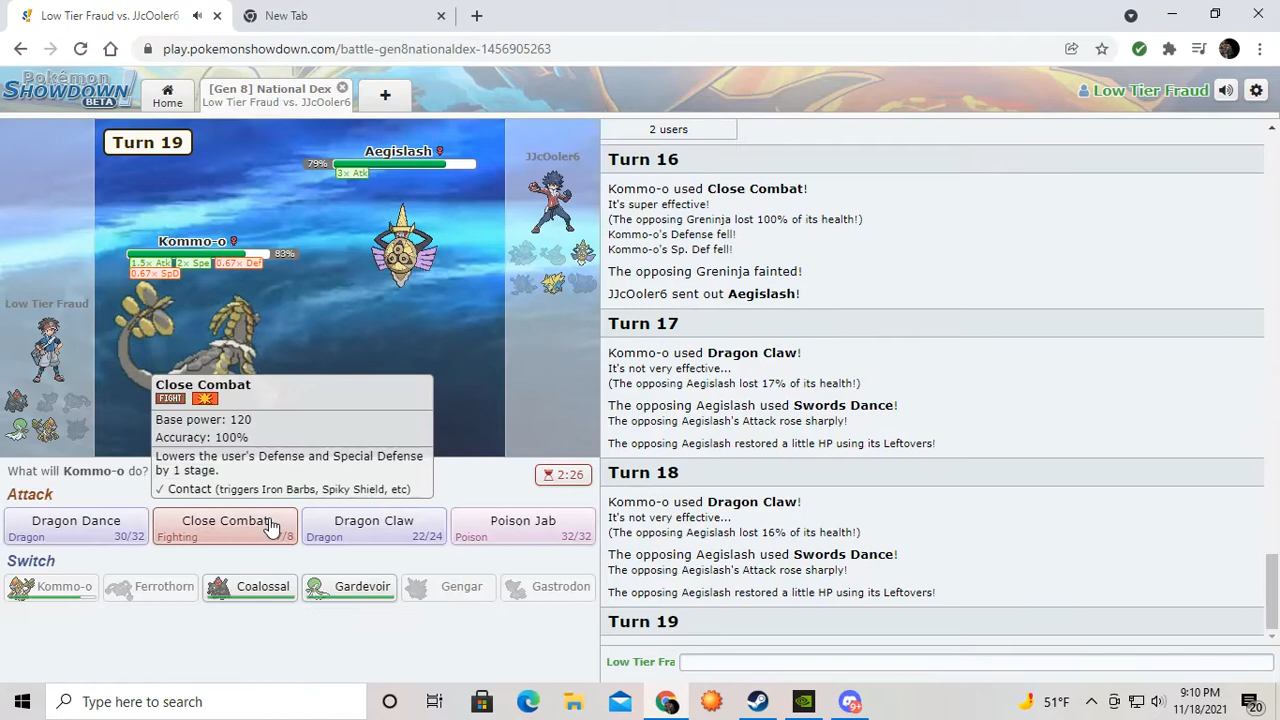 Low Tier Fraud vs. JJcOoler6
New Tab
play.pokemonshowdown.com/battle-gen8nationaldex-1456905263
Pokémon
SHOWDOWN
BETA
Home
[Gen 8] National Dex
Low Tier Fraud vs. JJcOoler6
Low Tier Fraud
Turn 19
Aegislash
79%
3× Atk
JJcOoler6
Kommo-o
83%
1.5× Atk 2× Spe 0.67× Def
0.67× SpD
Low Tier Fraud
Close Combat
FIGHT
Base power: 120
Accuracy: 100%
Lowers the user's Defense and Special Defense
by 1 stage.
✓ Contact (triggers Iron Barbs, Spiky Shield, etc)
What will Kommo-o do?
2:26
Attack
Dragon Dance
Dragon 30/32
Close Combat
Fighting /8
Dragon Claw
Dragon 22/24
Poison Jab
Poison 32/32
Switch
Kommo-o
Ferrothorn
Coalossal
Gardevoir
Gengar
Gastrodon
2 users
Turn 16
Kommo-o used Close Combat!
It's super effective!
(The opposing Greninja lost 100% of its health!)
Kommo-o's Defense fell!
Kommo-o's Sp. Def fell!
The opposing Greninja fainted!
JJcOoler6 sent out Aegislash!
Turn 17
Kommo-o used Dragon Claw!
It's not very effective...
(The opposing Aegislash lost 17% of its health!)
The opposing Aegislash used Swords Dance!
The opposing Aegislash's Attack rose sharply!
The opposing Aegislash restored a little HP using its Leftovers!
Turn 18
Kommo-o used Dragon Claw!
It's not very effective...
(The opposing Aegislash lost 16% of its health!)
The opposing Aegislash used Swords Dance!
The opposing Aegislash's Attack rose sharply!
The opposing Aegislash restored a little HP using its Leftovers!
Turn 19
Low Tier Fra
Type here to search
51°F
9:10 PM
11/18/2021
20